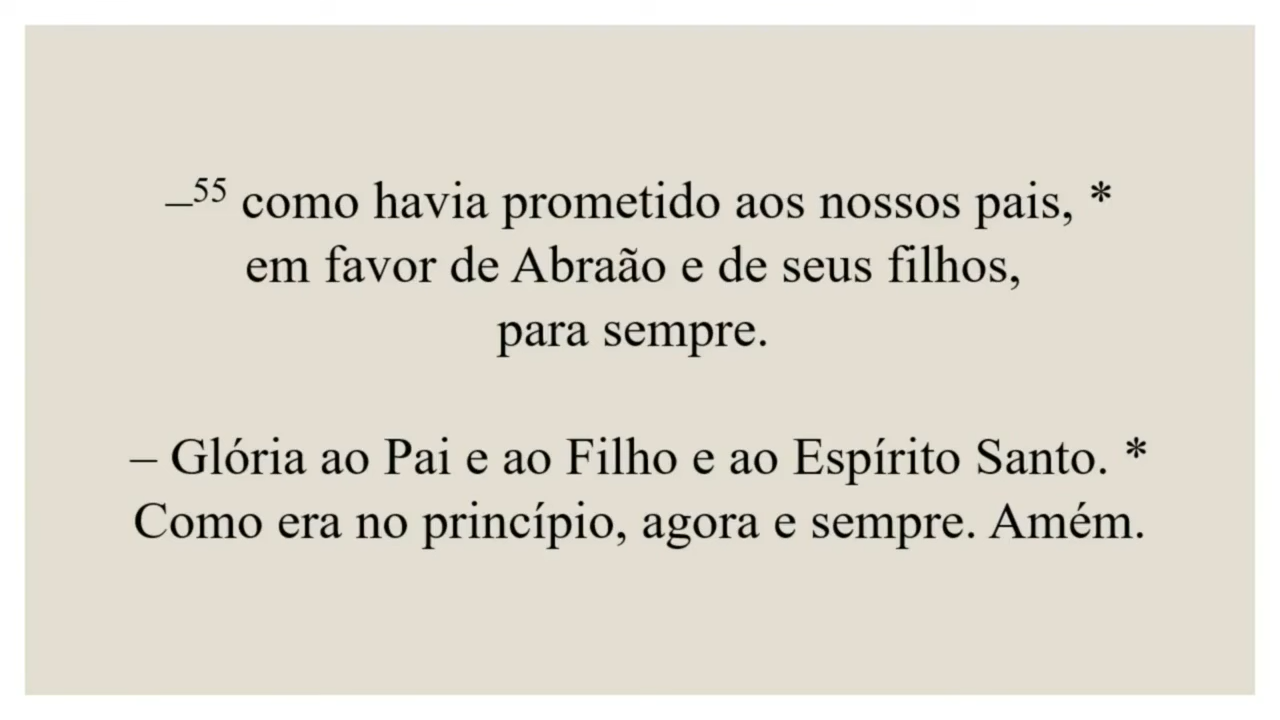 –⁵⁵ como havia prometido aos nossos pais, *
em favor de Abraão e de seus filhos,
para sempre.
– Glória ao Pai e ao Filho e ao Espírito Santo. *
Como era no princípio, agora e sempre. Amém.